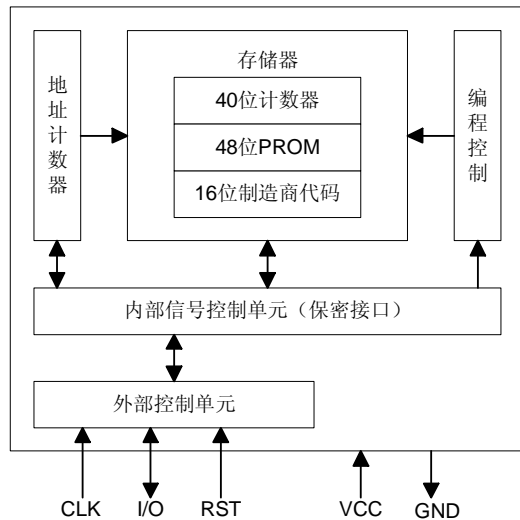 地址计数器
存储器
40位计数器
48位PROM
16位制造商代码
编程控制
内部信号控制单元（保密接口）
外部控制单元
CLK
I/O
RST
VCC
GND